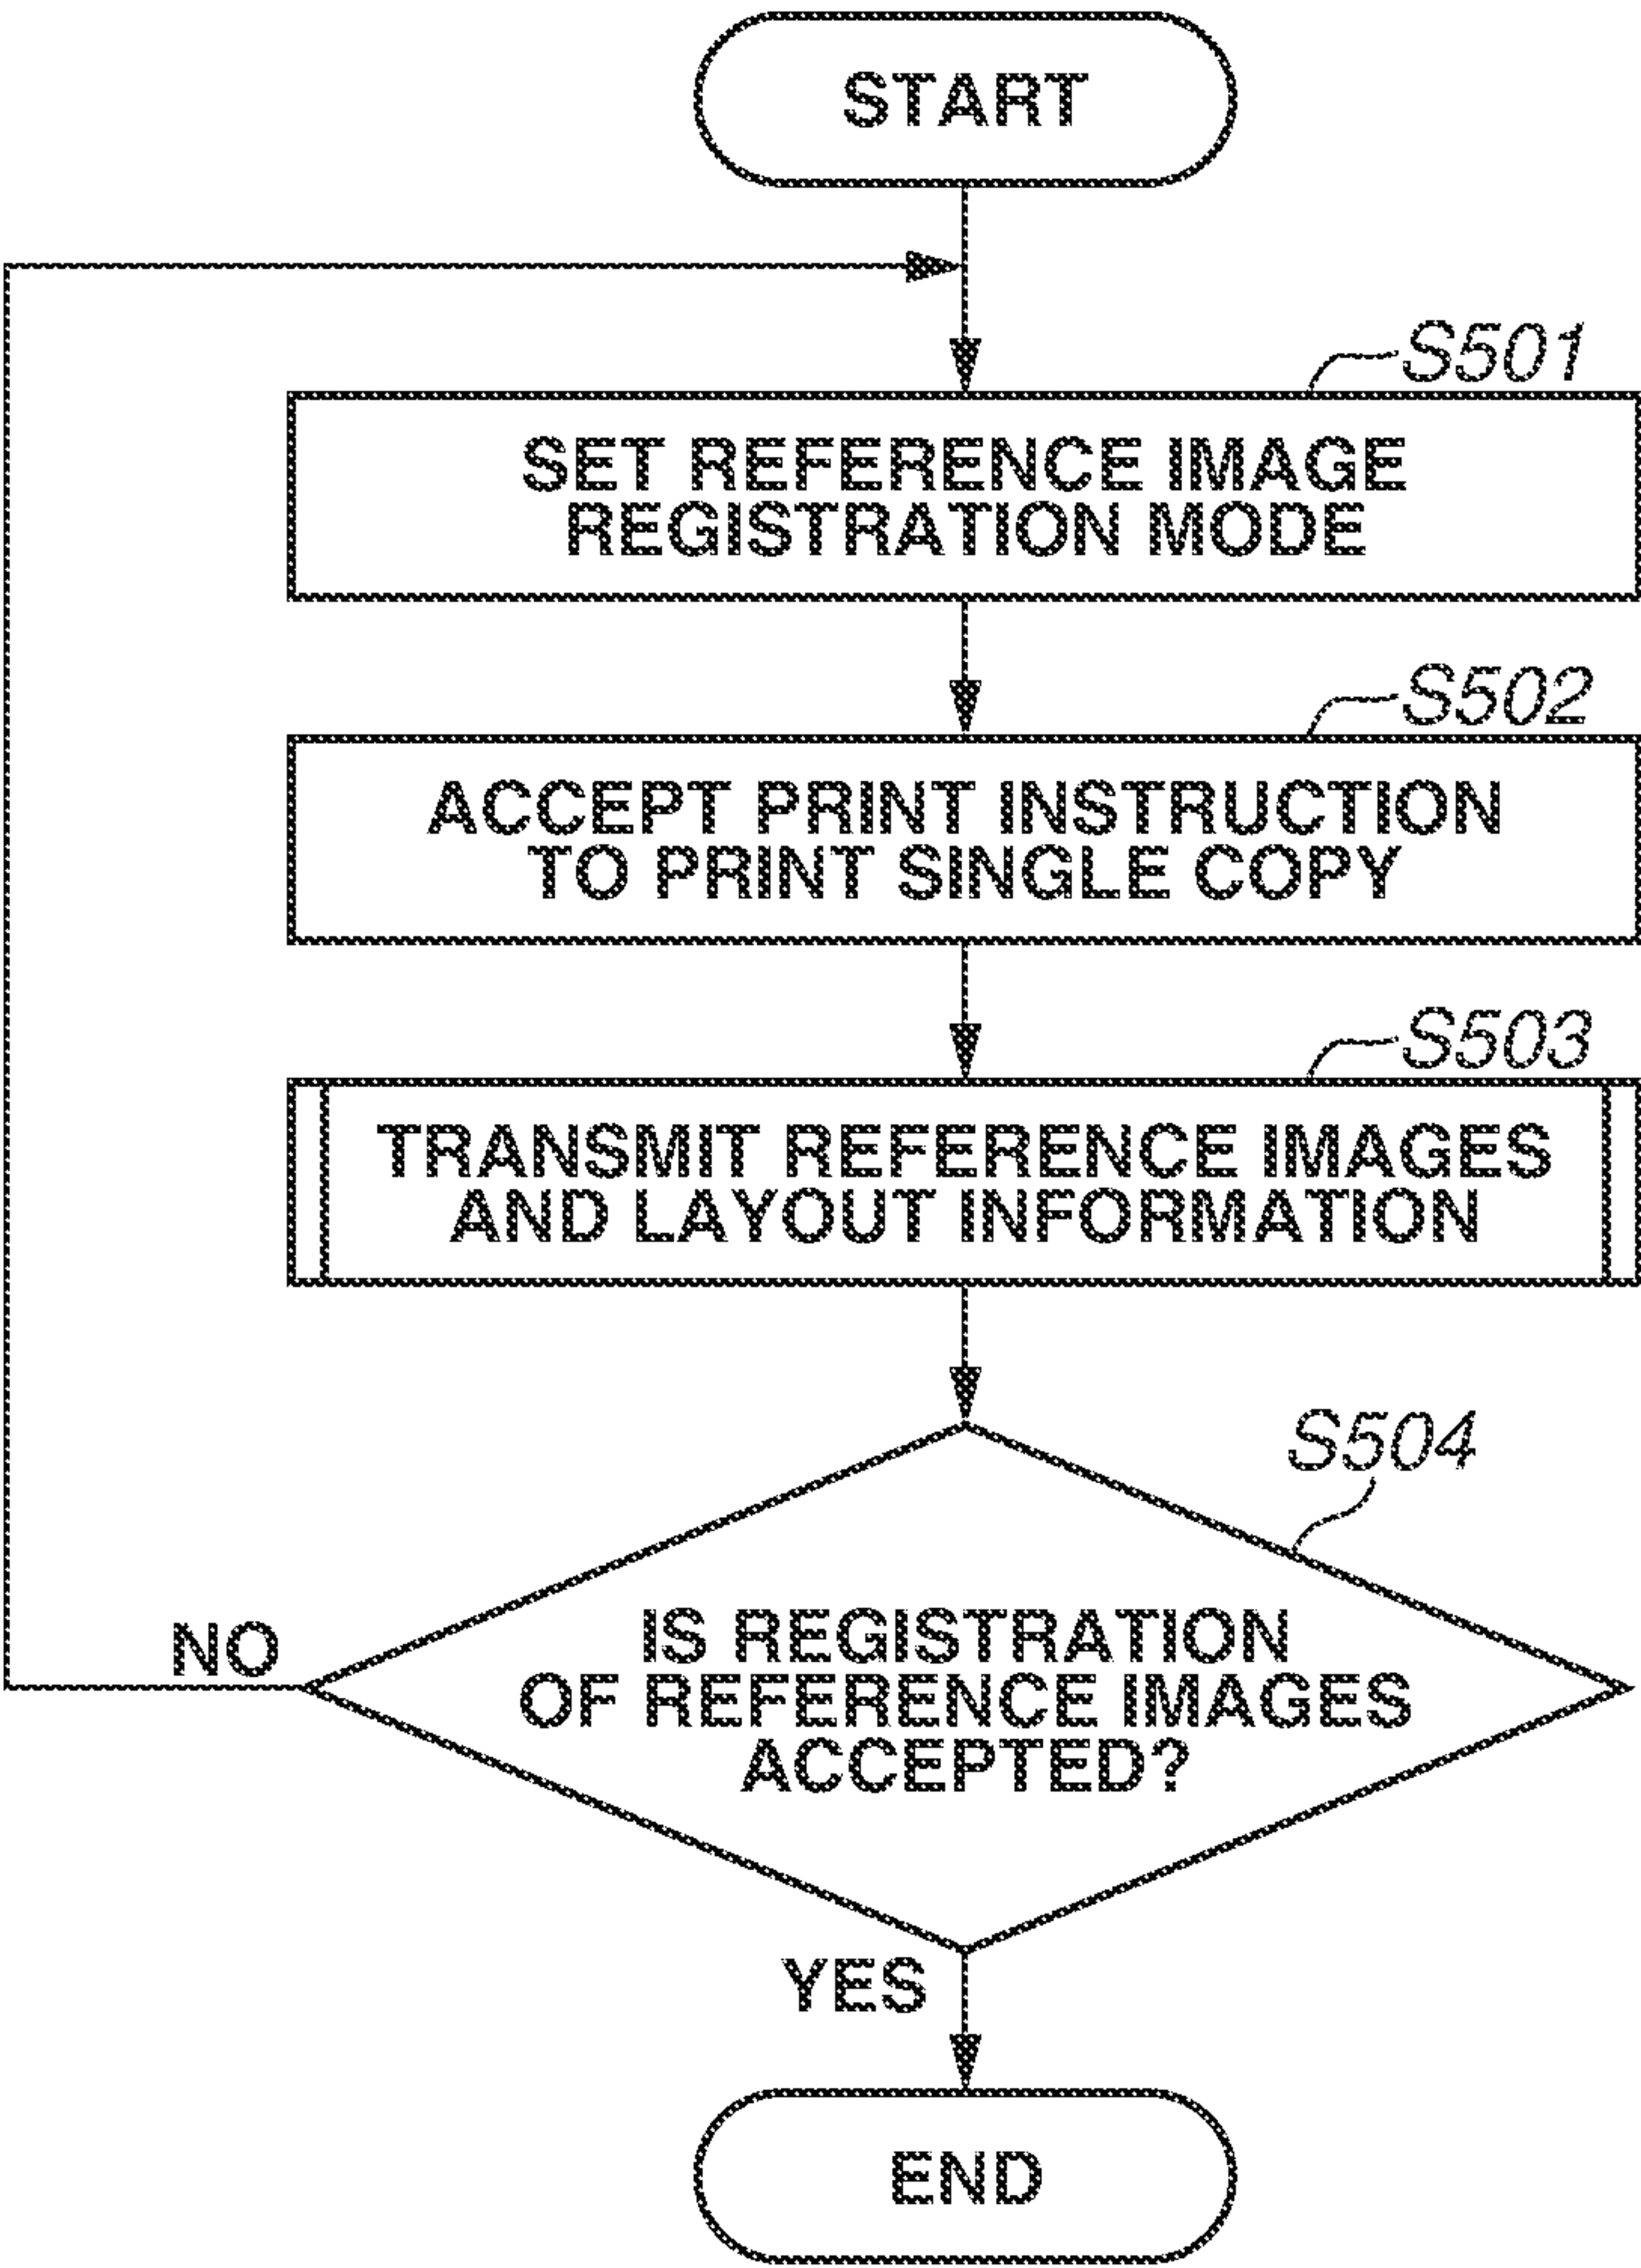 START
S501
SET REFERENCE IMAGE
REGISTRATION MODE
S502
ACCEPT PRINT INSTRUCTION
TO PRINT SINGLE COPY
S503
TRANSMIT REFERENCE IMAGES
AND LAYOUT INFORMATION
S504
IS REGISTRATION
OF REFERENCE IMAGES
ACCEPTED?
NO
YES
END